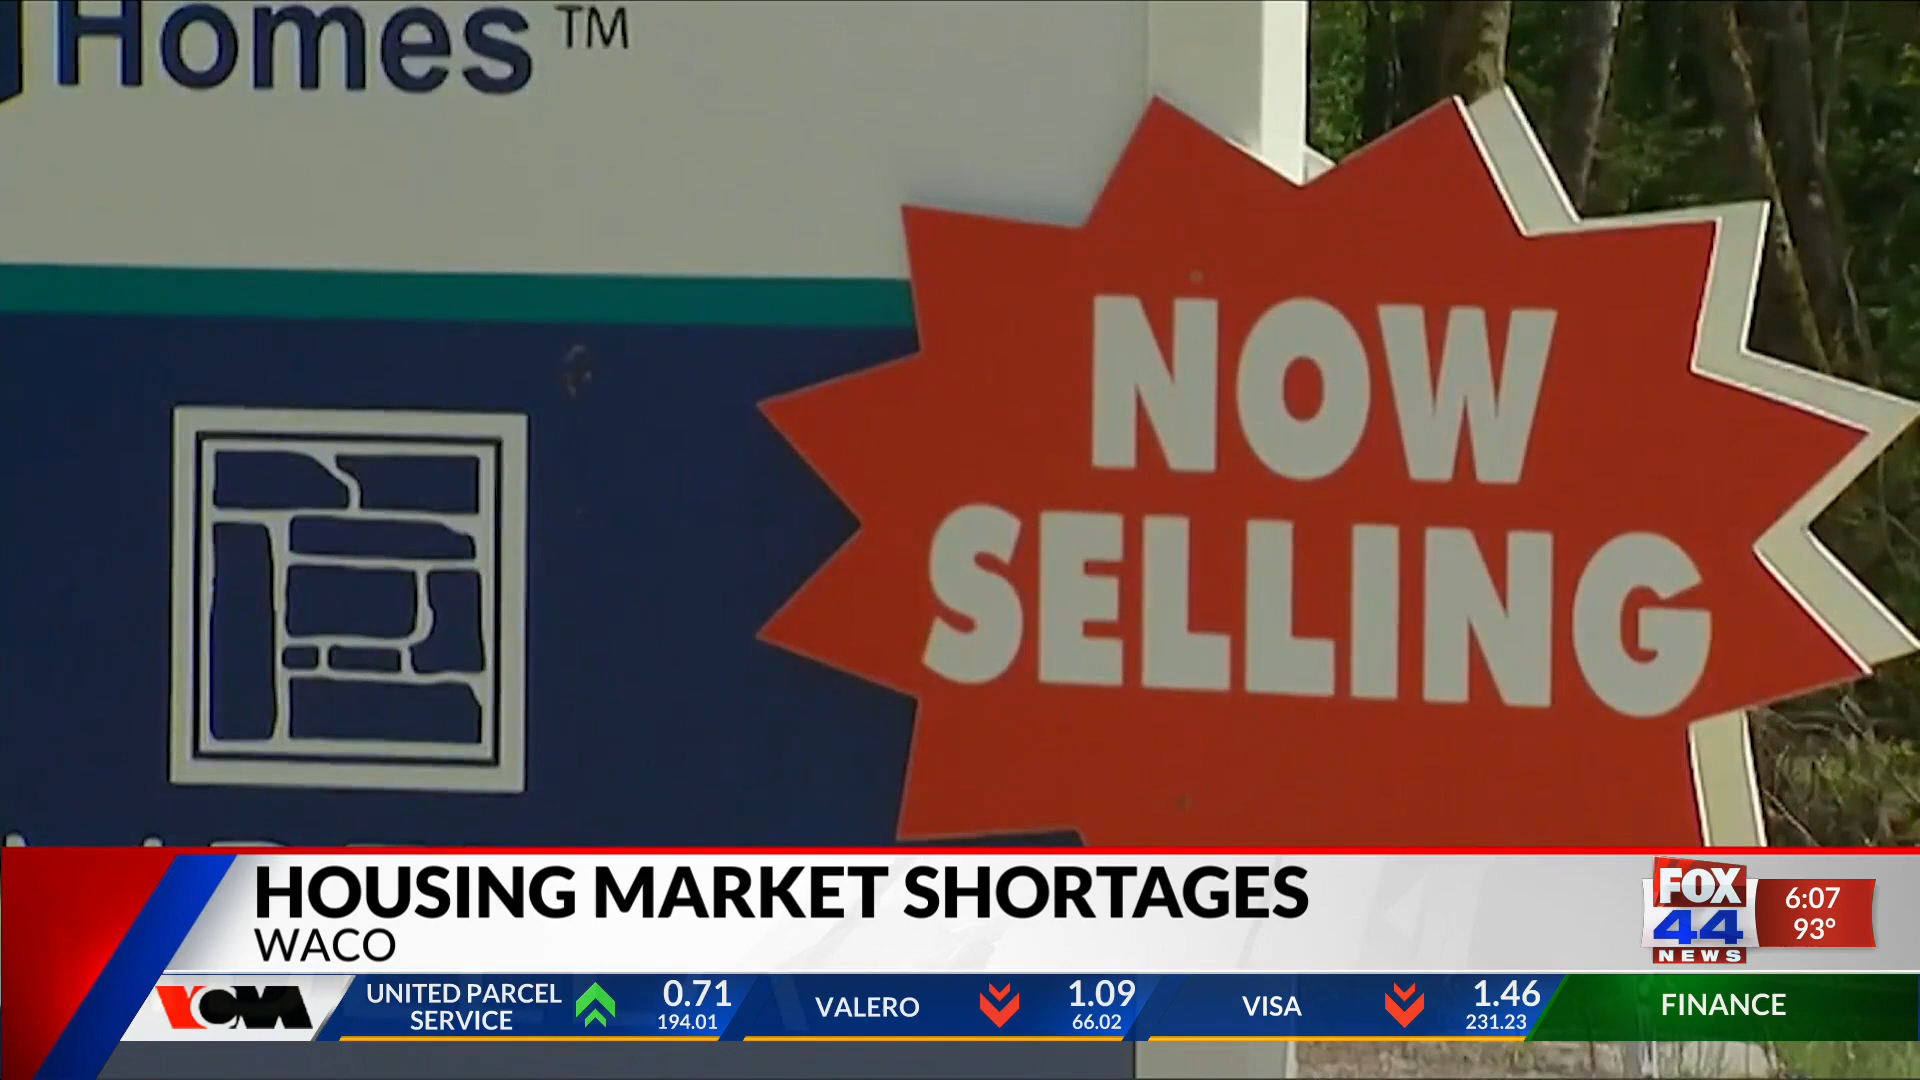 Homes™
NOW
SELLING
HOUSING MARKET SHORTAGES
WACO
FOX
44
NEWS
6:07
93°
UNITED PARCEL
SERVICE
0.71
194.01
VALERO
1.09
66.02
VISA
1.46
231.23
FINANCE